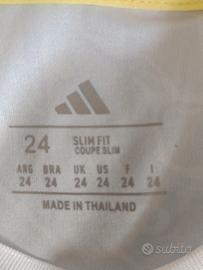 24
SLIM FIT
COUPE SLIM
ARG BRA UK US F I
24 24 24 24 24 24
MADE IN THAILAND
subito